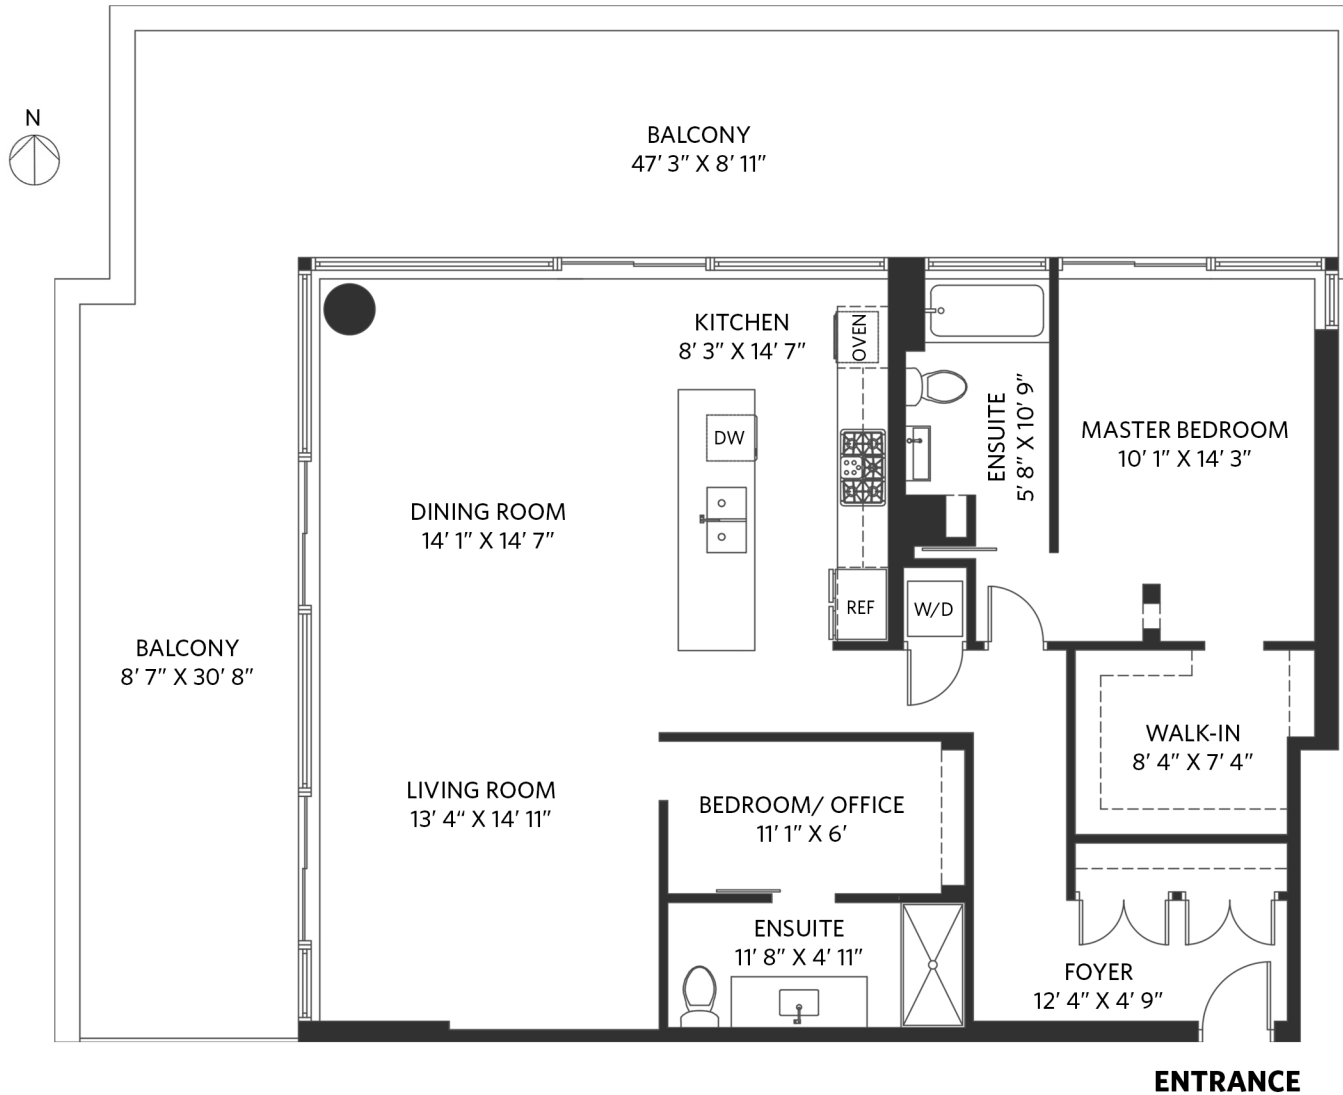 N
BALCONY
47' 3" X 8' 11"
KITCHEN
8' 3" X 14' 7"
OVEN
DW
ENSUITE
5' 8" X 10' 9"
MASTER BEDROOM
10' 1" X 14' 3"
DINING ROOM
14' 1" X 14' 7"
REF
W/D
BALCONY
8' 7" X 30' 8"
WALK-IN
8' 4" X 7' 4"
LIVING ROOM
13' 4" X 14' 11"
BEDROOM/ OFFICE
11' 1" X 6'
ENSUITE
11' 8" X 4' 11"
FOYER
12' 4" X 4' 9"
ENTRANCE